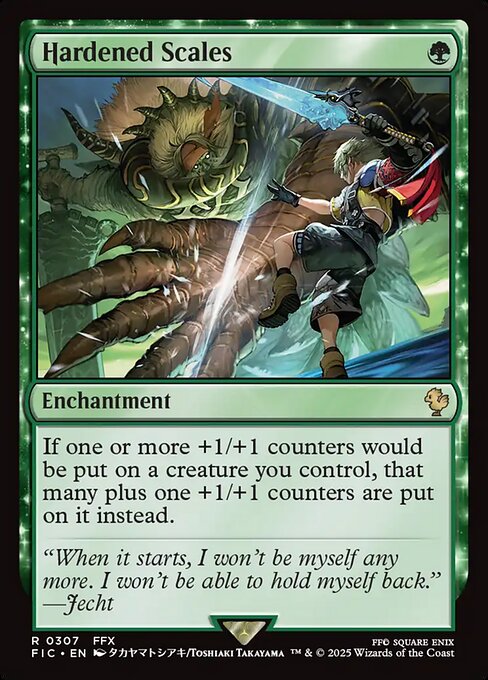 Hardened Scales
Enchantment
If one or more +1/+1 counters would
be put on a creature you control, that
many plus one +1/+1 counters are put
on it instead.
“When it starts, I won’t be myself any
more. I won’t be able to hold myself back.”
—Jecht
R 0307 FFX
FIC • EN タカヤマトシアキ/Toshiaki Takayama
FF© SQUARE ENIX
™ & © 2025 Wizards of the Coast